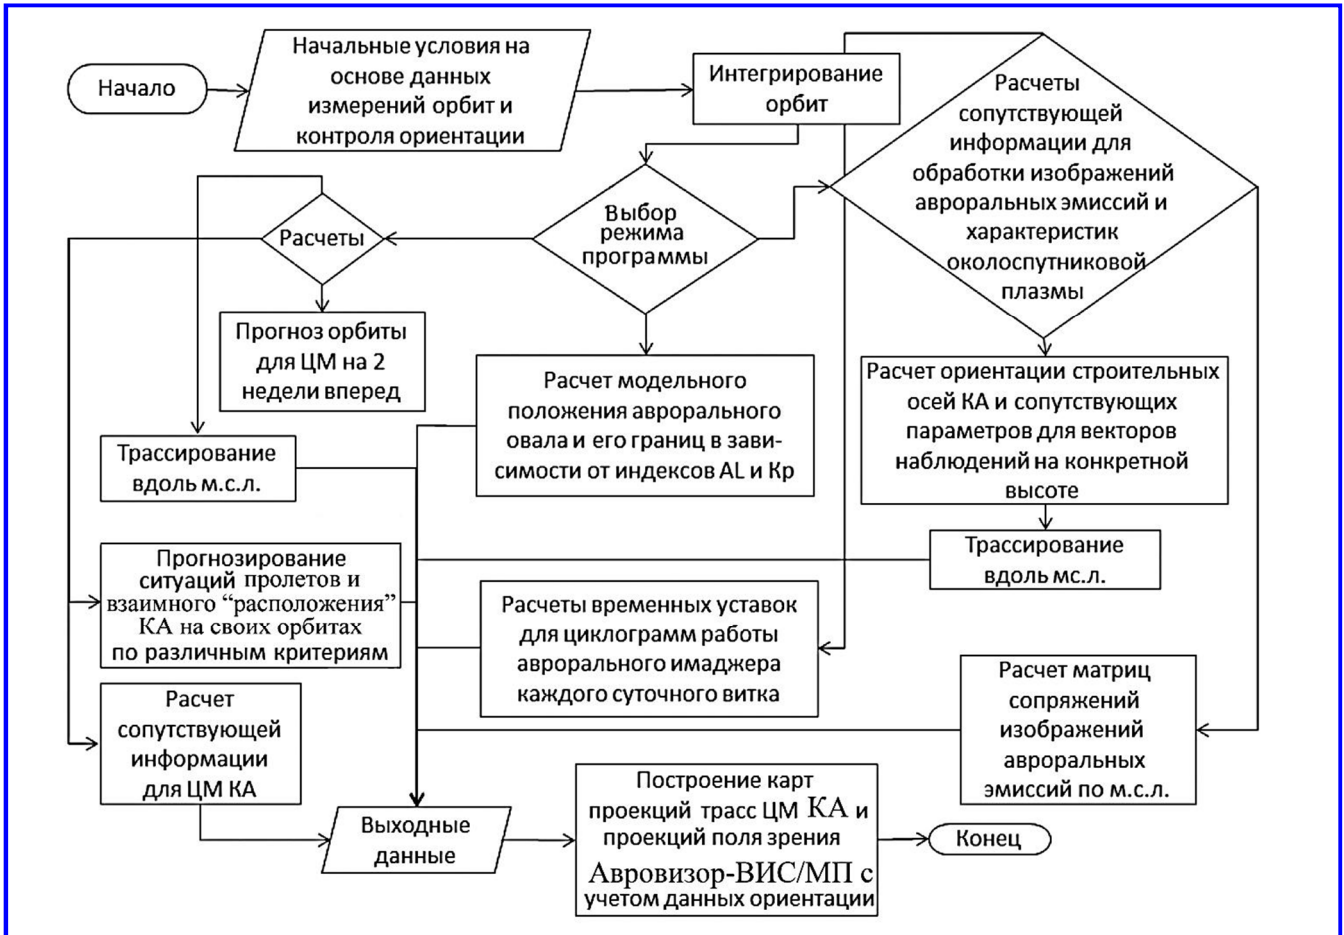 Начало
Начальные условия на
основе данных
измерений орбит и
контроля ориентации
Интегрирование
орбит
Расчеты
сопутствующей
информации для
обработки изображений
авроральных эмиссий и
характеристик
околоспутниковой
плазмы
Расчеты
Выбор
режима
программы
Прогноз орбиты
для ЦМ на 2
недели вперед
Расчет модельного
положения аврорального
овала и его границ в зави-
симости от индексов AL и Кр
Расчет ориентации строительных
осей КА и сопутствующих
параметров для векторов
наблюдений на конкретной
высоте
Трассирование
вдоль м.с.л.
Трассирование
вдоль мс.л.
Прогнозирование
ситуаций пролетов и
взаимного “расположения”
КА на своих орбитах
по различным критериям
Расчеты временных уставок
для циклограмм работы
аврорального имаджера
каждого суточного витка
Расчет матриц
сопряжений
изображений
авроральных
эмиссий по м.с.л.
Расчет
сопутствующей
информации
для ЦМ КА
Выходные
данные
Построение карт
проекций трасс ЦМ КА и
проекций поля зрения
Авровизор-ВИС/МП с
учетом данных ориентации
Конец